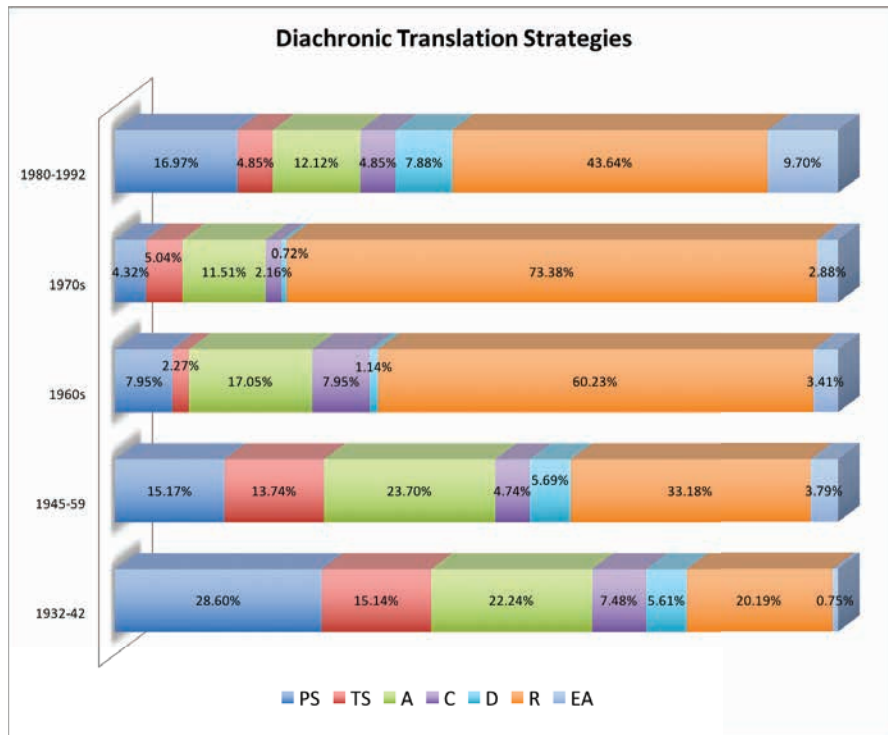 Diachronic Translation Strategies
1980-1992
16.97% 4.85% 12.12% 4.85% 7.88% 43.64% 9.70%
1970s
4.32% 5.04% 11.51% 2.16% 0.72% 73.38% 2.88%
1960s
7.95% 2.27% 17.05% 7.95% 1.14% 60.23% 3.41%
1945-59
15.17% 13.74% 23.70% 4.74% 5.69% 33.18% 3.79%
1932-42
28.60% 15.14% 22.24% 7.48% 5.61% 20.19% 0.75%
PS TS A C D R EA